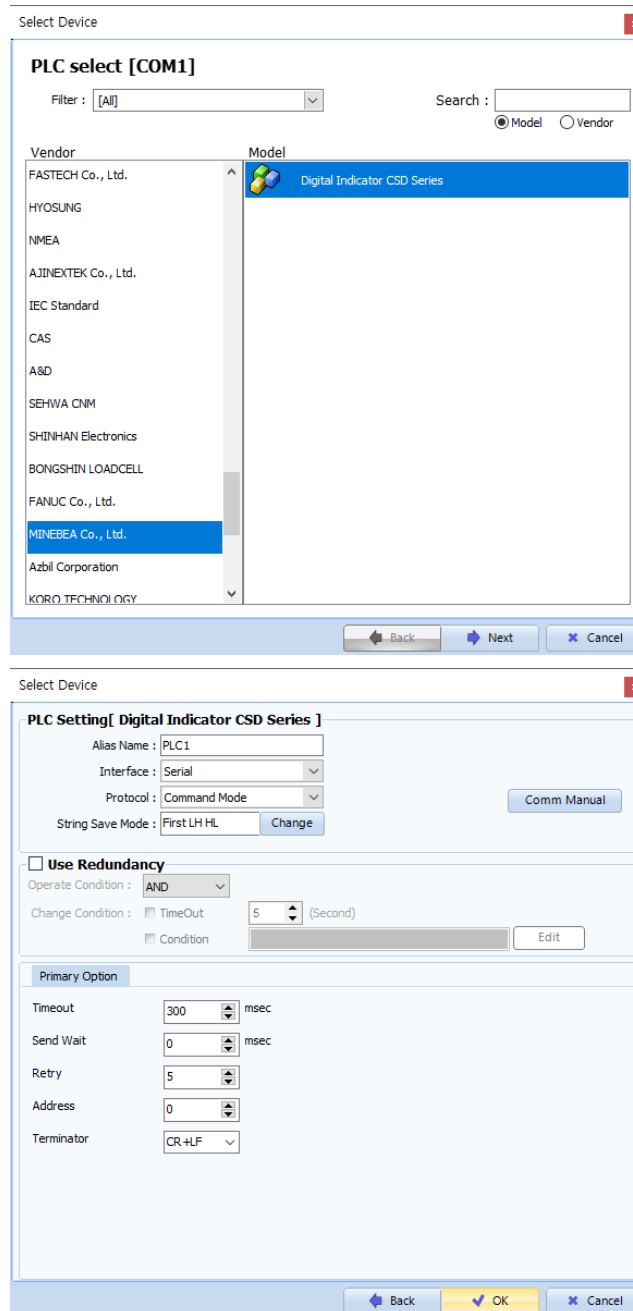 Select Device
PLC select [COM1]
Filter : [All]
Search :
Model Vendor
Vendor
Model
FASTECH Co., Ltd.
HYOSUNG
NMEA
AJINEXTEK Co., Ltd.
IEC Standard
CAS
A&D
SEHWA CNM
SHINHAN Electronics
BONGSHIN LOADCELL
FANUC Co., Ltd.
MINEBEA Co., Ltd.
Azbil Corporation
KORO TECHNOLOGY
Digital Indicator CSD Series
Back Next Cancel
Select Device
PLC Setting[ Digital Indicator CSD Series ]
Alias Name : PLC1
Interface : Serial
Protocol : Command Mode
Comm Manual
String Save Mode : First LH HL Change
Use Redundancy
Operate Condition : AND
Change Condition : TimeOut 5 (Second)
Condition Edit
Primary Option
Timeout 300 msec
Send Wait 0 msec
Retry 5
Address 0
Terminator CR+LF
Back OK Cancel